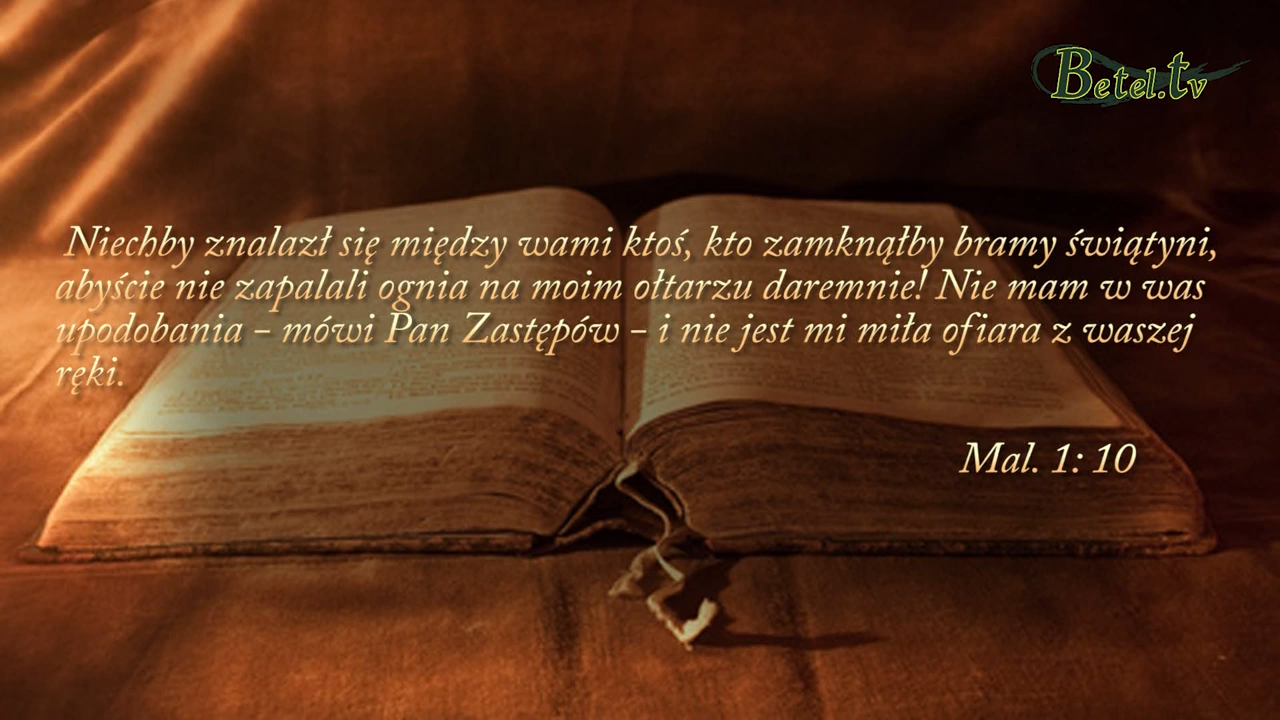 Betel.tv
Niechby znalazł się między wami ktoś, kto zamknąłby bramy świątyni,
abyście nie zapalali ognia na moim ołtarzu daremnie! Nie mam w was
upodobania – mówi Pan Zastępów – i nie jest mi miła ofiara z waszej
ręki.
Mal. 1: 10